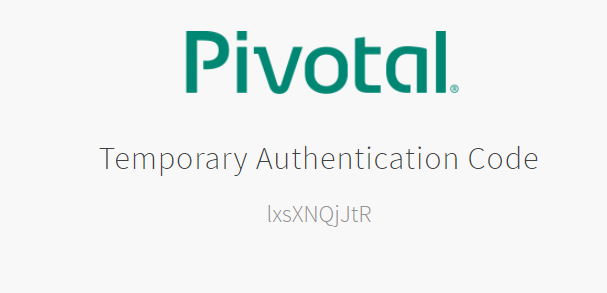 Pivotal®
Temporary Authentication Code
lxsXNQjJtR